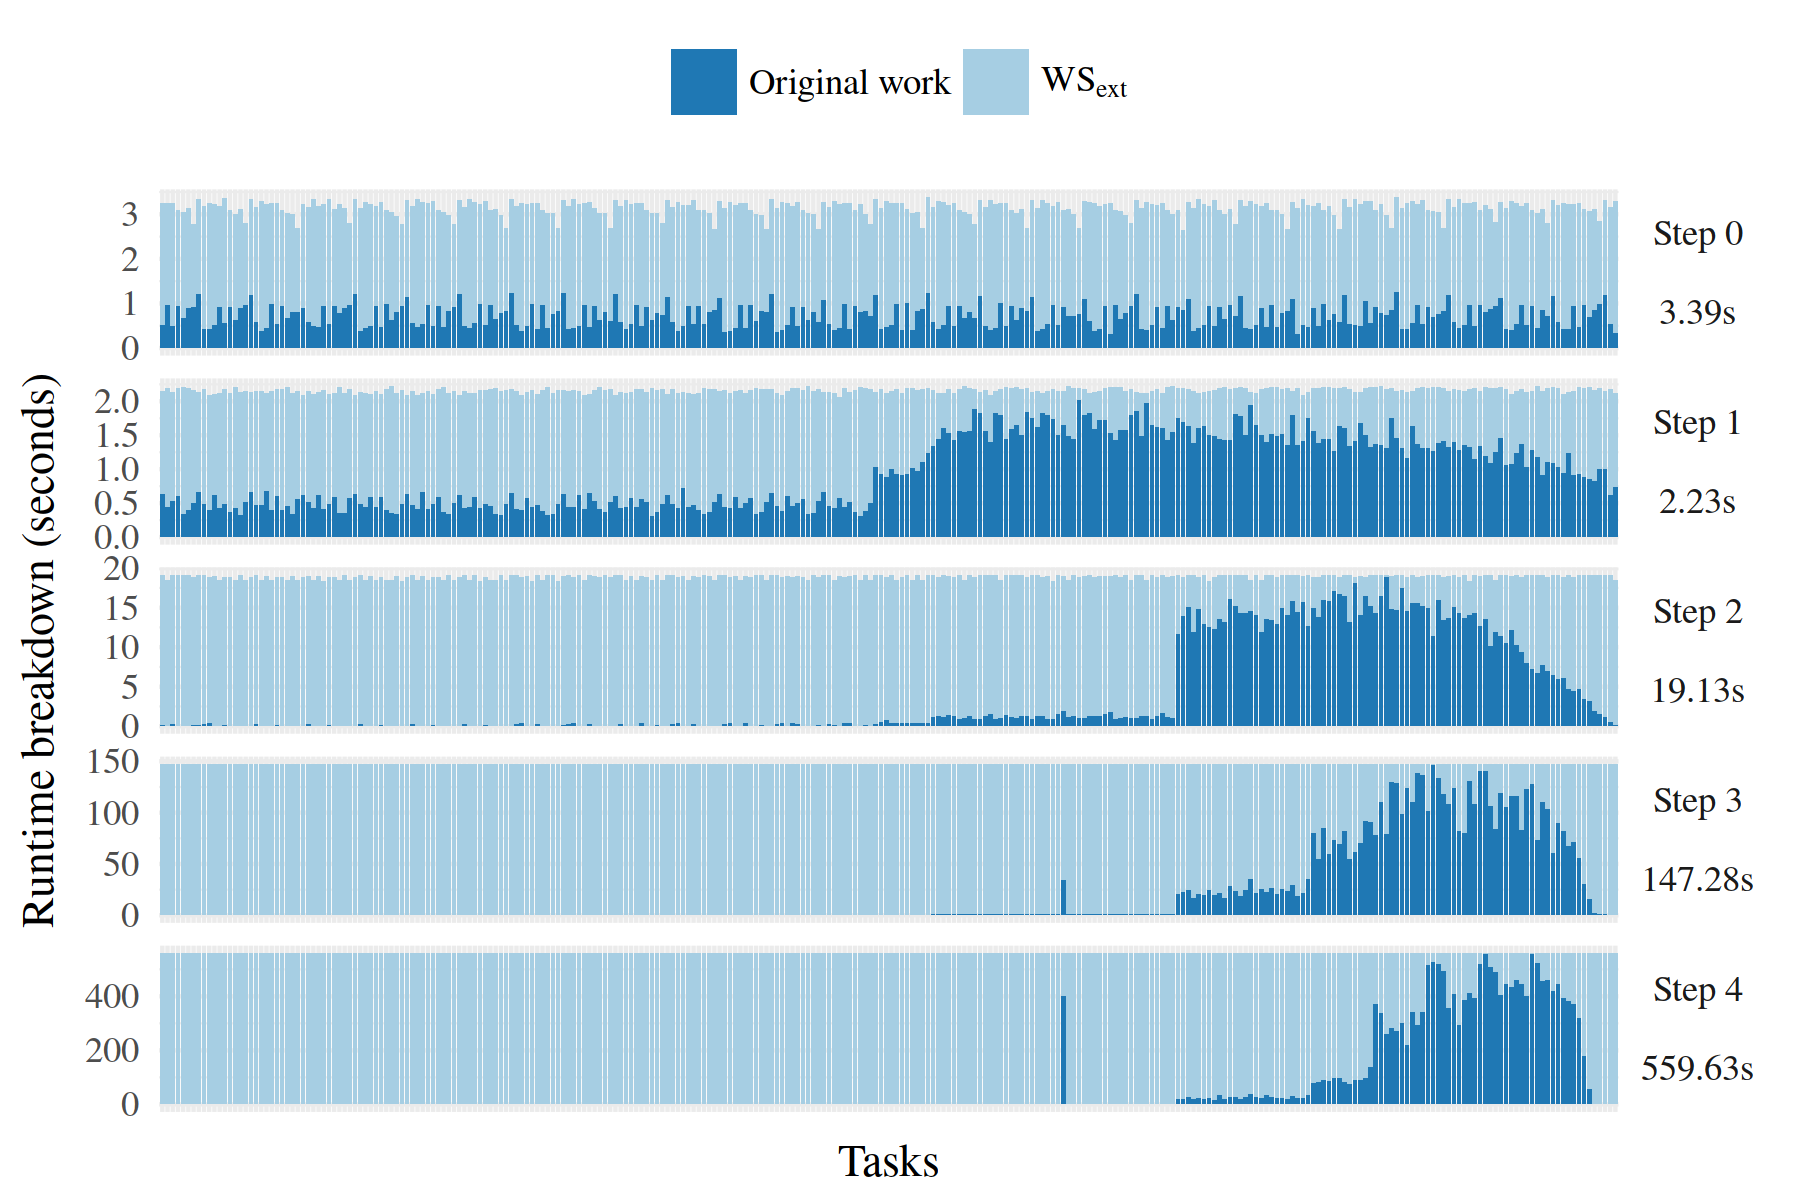 Original work
WSext
3
2
1
0
Step 0
3.39s
2.0
1.5
1.0
0.5
0.0
Step 1
2.23s
20
15
10
5
0
Step 2
19.13s
150
100
50
0
Step 3
147.28s
400
200
0
Step 4
559.63s
Runtime breakdown (seconds)
Tasks